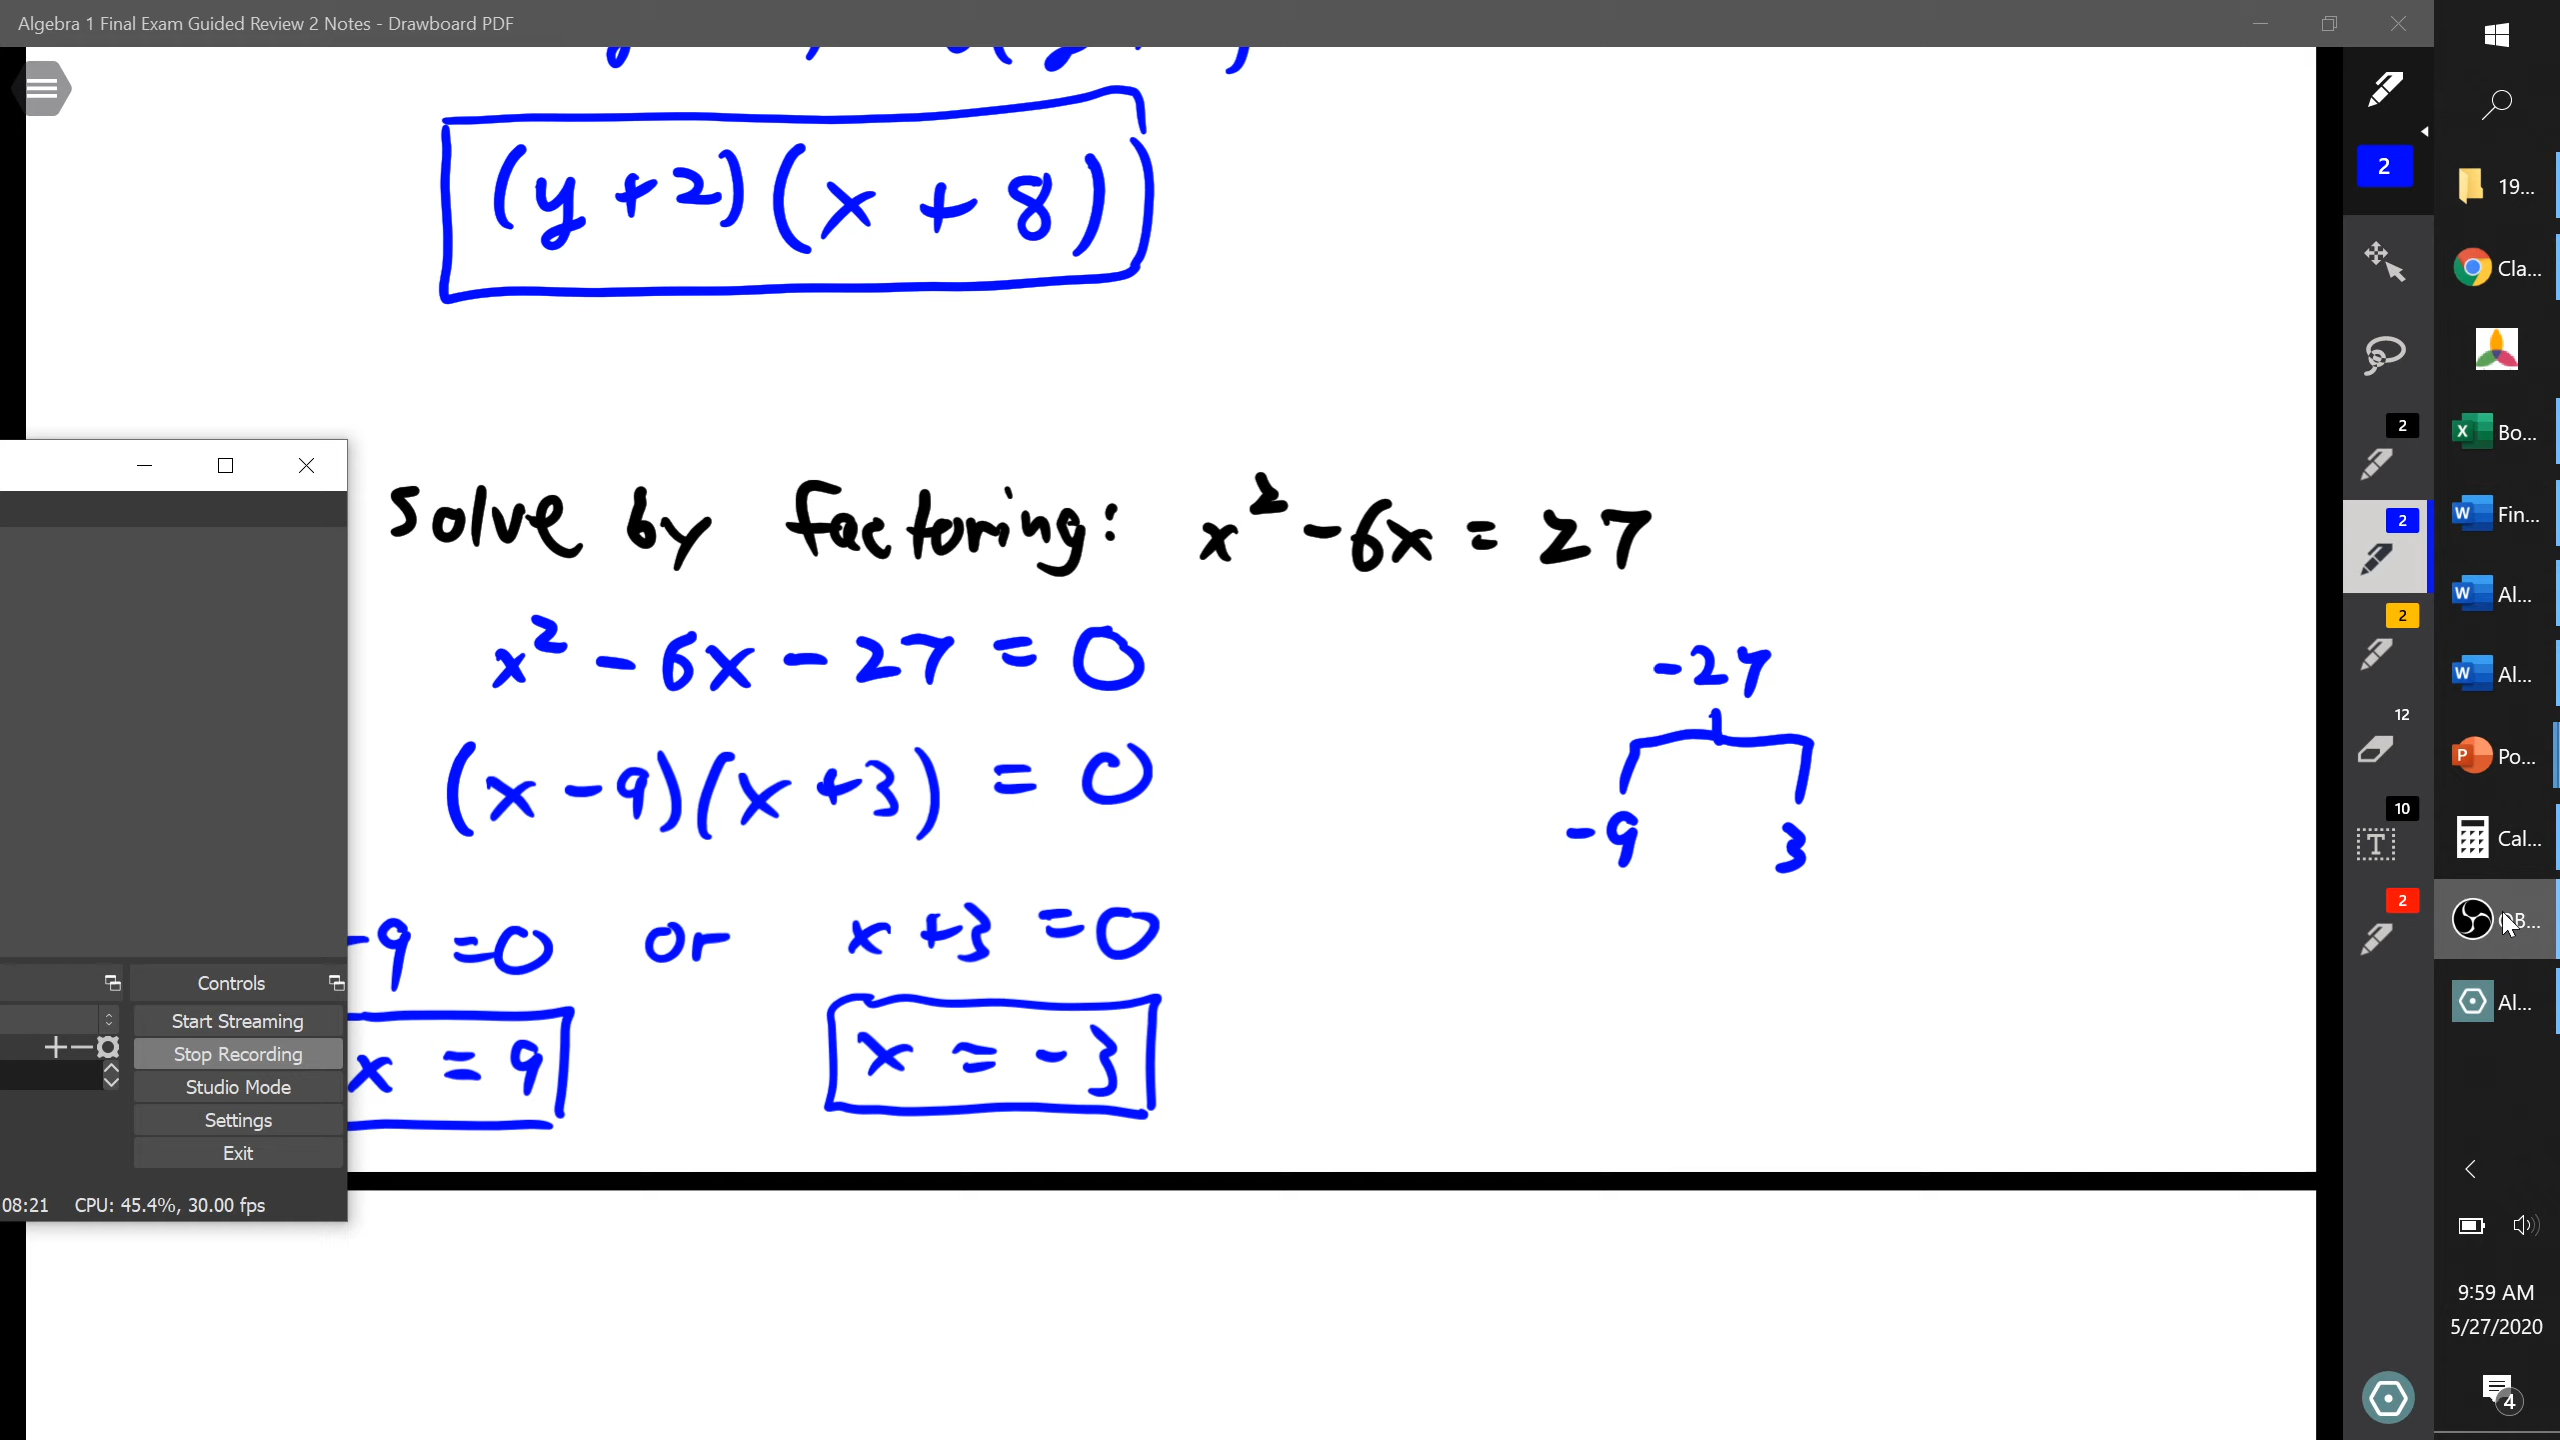 Algebra 1 Final Exam Guided Review 2 Notes - Drawboard PDF
(y + 2)(x + 8)
Solve by factoring: x² - 6x = 27
x² - 6x - 27 = 0
(x - 9)(x + 3) = 0
-27
-9 3
-9 = 0 or x + 3 = 0
x = 9 x = -3
Controls
Start Streaming
Stop Recording
Studio Mode
Settings
Exit
08:21 CPU: 45.4%, 30.00 fps
2
2
2
2
12
10
2
19...
Cla...
Bo...
Fin...
Al...
Al...
Po...
Cal...
Al...
9:59 AM
5/27/2020
4